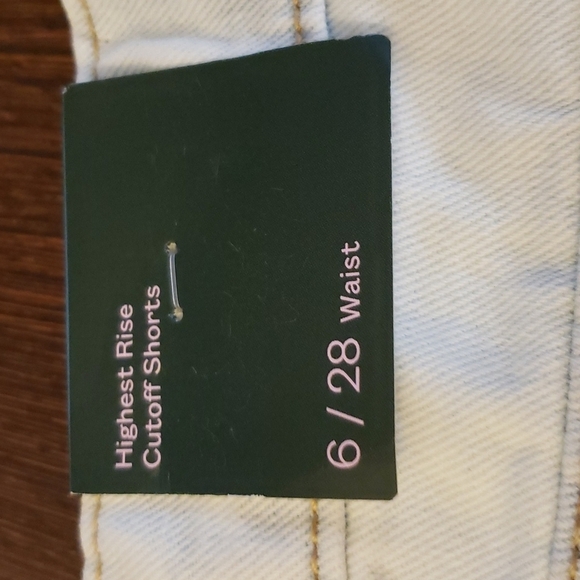 Highest Rise
Cutoff Shorts
6 / 28 Waist